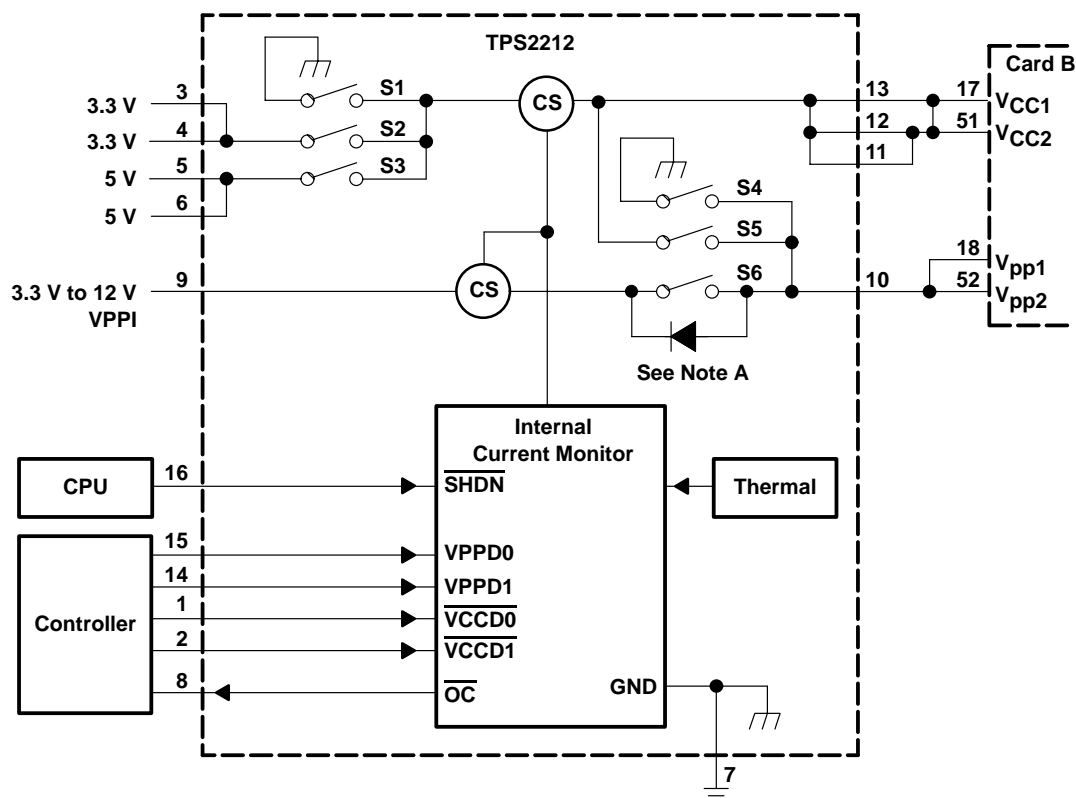 TPS2212
Card B
S1
3
3.3 V
CS
13
17
VCC1
S2
4
3.3 V
12
51
VCC2
S3
5
5 V
11
6
5 V
S4
S5
18
Vpp1
S6
9
3.3 V to 12 V
VPPI
CS
10
52
Vpp2
See Note A
Internal
Current Monitor
CPU
16
SHDN
Thermal
Controller
15
VPPD0
14
VPPD1
1
VCCD0
2
VCCD1
8
OC
GND
7